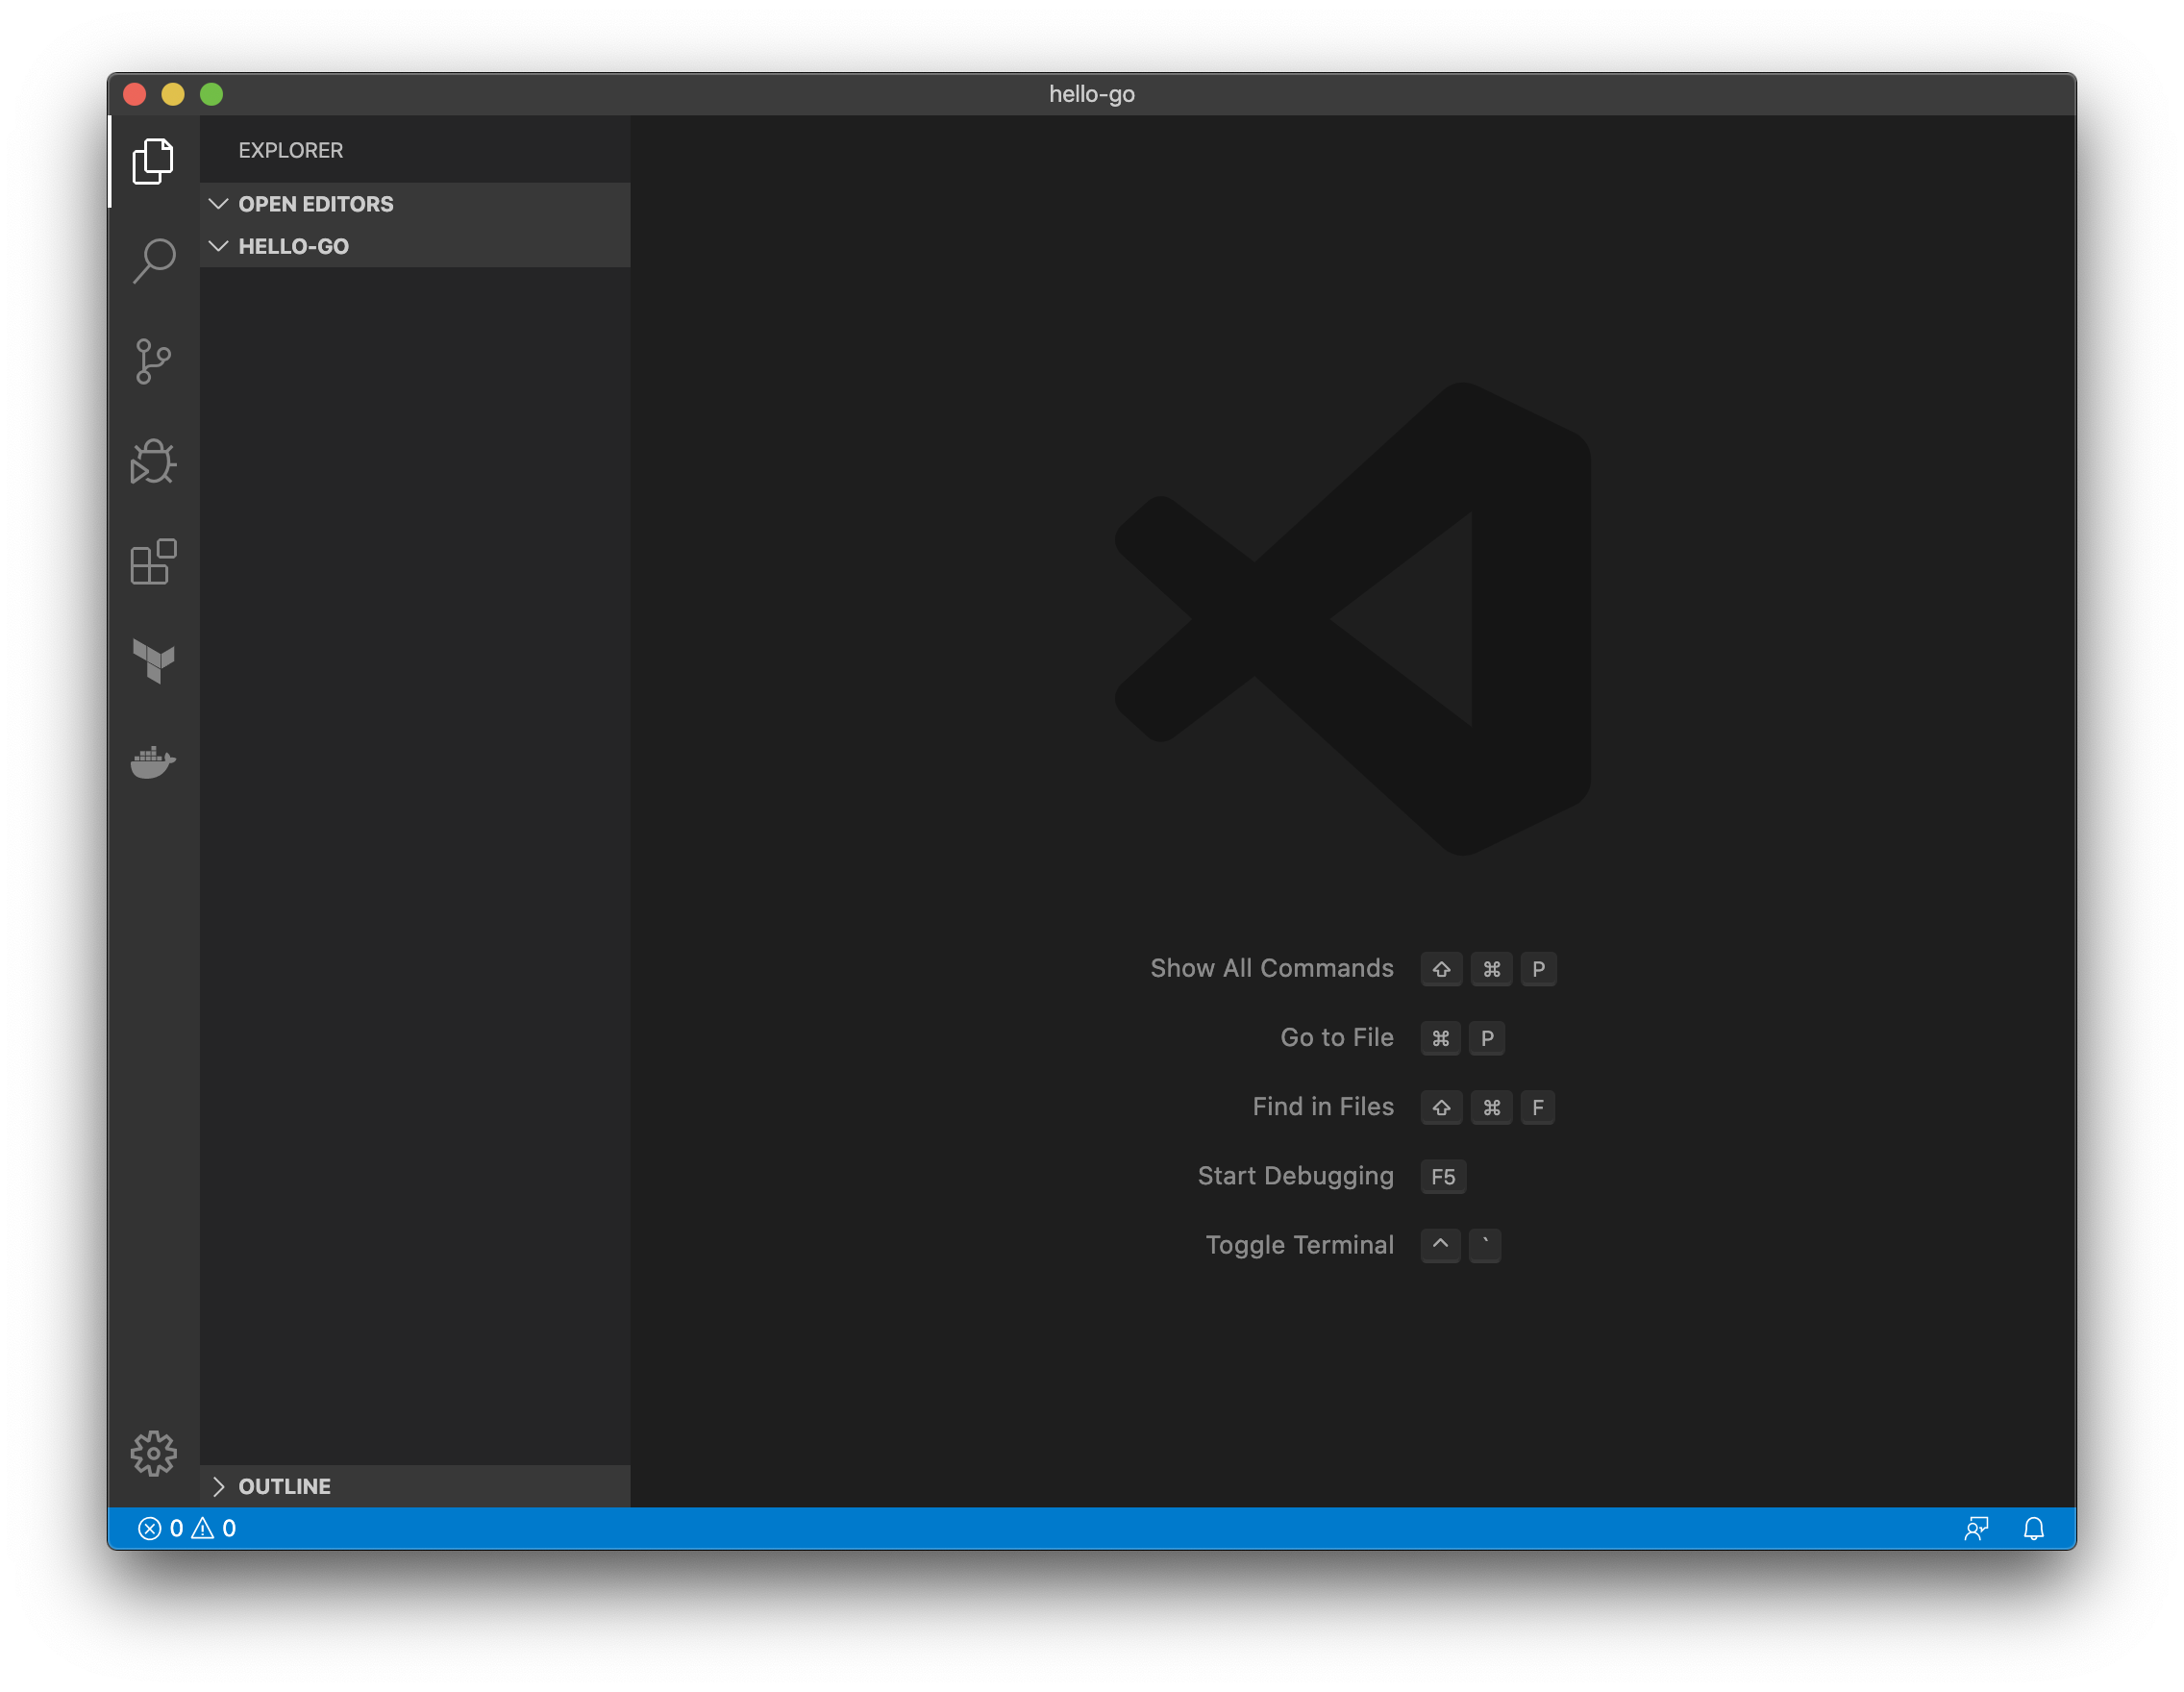 hello-go
EXPLORER
OPEN EDITORS
HELLO-GO
Show All Commands ⇧ ⌘ P
Go to File ⌘ P
Find in Files ⇧ ⌘ F
Start Debugging F5
Toggle Terminal ^ `
OUTLINE
0 0